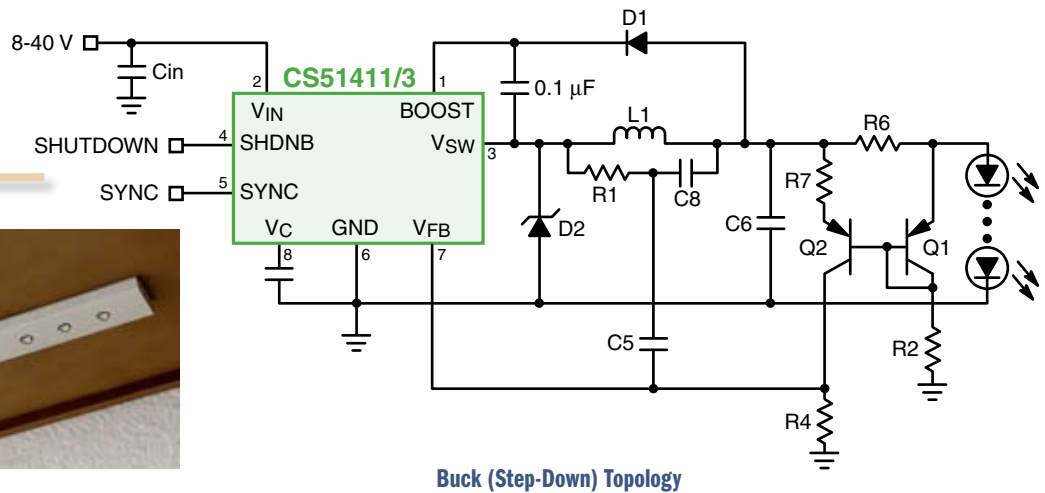 D1
8-40 V
Cin
CS51411/3
2
1
0.1 µF
VIN
BOOST
L1
SHUTDOWN
4
SHDNB
VSW
3
R6
SYNC
5
SYNC
R1
C8
R7
VC
GND
VFB
D2
C6
Q2
Q1
8
6
7
C5
R2
R4
Buck (Step-Down) Topology